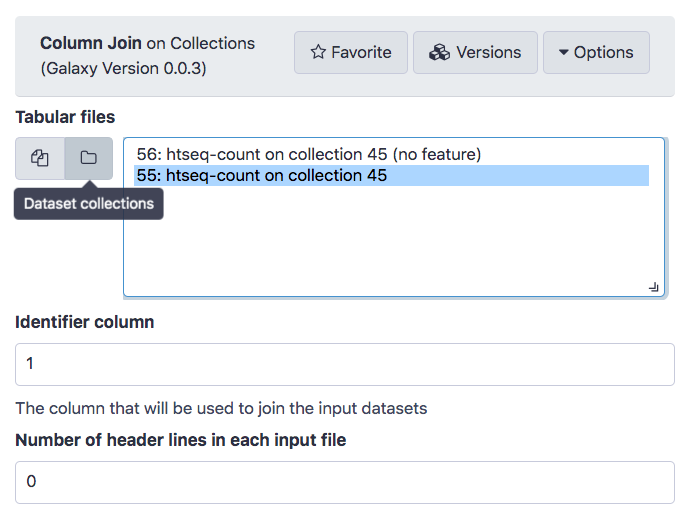 Column Join on Collections
(Galaxy Version 0.0.3)
Favorite
Versions
Options
Tabular files
56: htseq-count on collection 45 (no feature)
55: htseq-count on collection 45
Dataset collections
Identifier column
1
The column that will be used to join the input datasets
Number of header lines in each input file
0